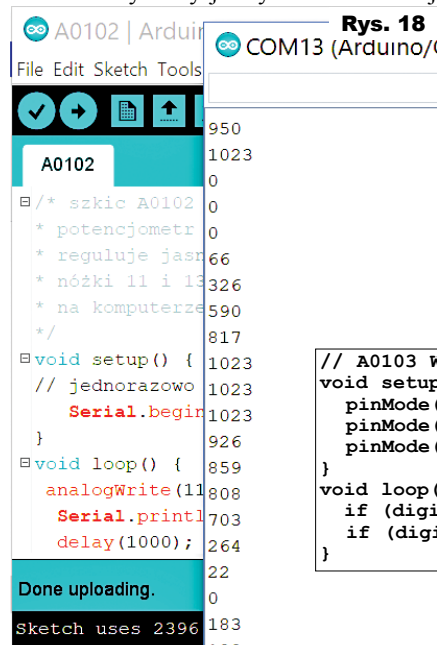 Rys. 18
A0102 | Arduir
COM13 (Arduino/
File Edit Sketch Tools
A0102
/* szkic A0102
* potencjometr
* reguluje jasn
* nóżki 11 i 13
* na komputerze
*/
void setup() {
// jednorazowo
Serial.begin
}
void loop() {
analogWrite(11
Serial.printl
delay(1000);
Done uploading.
Sketch uses 2396
950
1023
0
0
0
66
326
590
817
1023
1023
1023
926
859
808
703
264
22
0
183
// A0103 W
void setup
pinMode(
pinMode(
pinMode(
}
void loop(
if (digi
if (digi
}